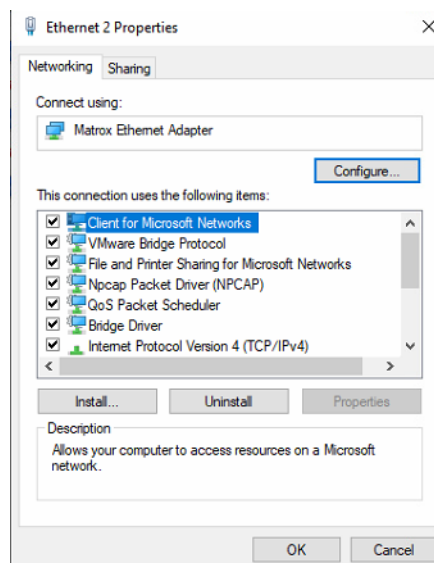 Ethernet 2 Properties
Networking
Sharing
Connect using:
Matrox Ethernet Adapter
Configure...
This connection uses the following items:
Client for Microsoft Networks
VMware Bridge Protocol
File and Printer Sharing for Microsoft Networks
Npcap Packet Driver (NPCAP)
QoS Packet Scheduler
Bridge Driver
Internet Protocol Version 4 (TCP/IPv4)
Install...
Uninstall
Properties
Description
Allows your computer to access resources on a Microsoft
network.
OK
Cancel